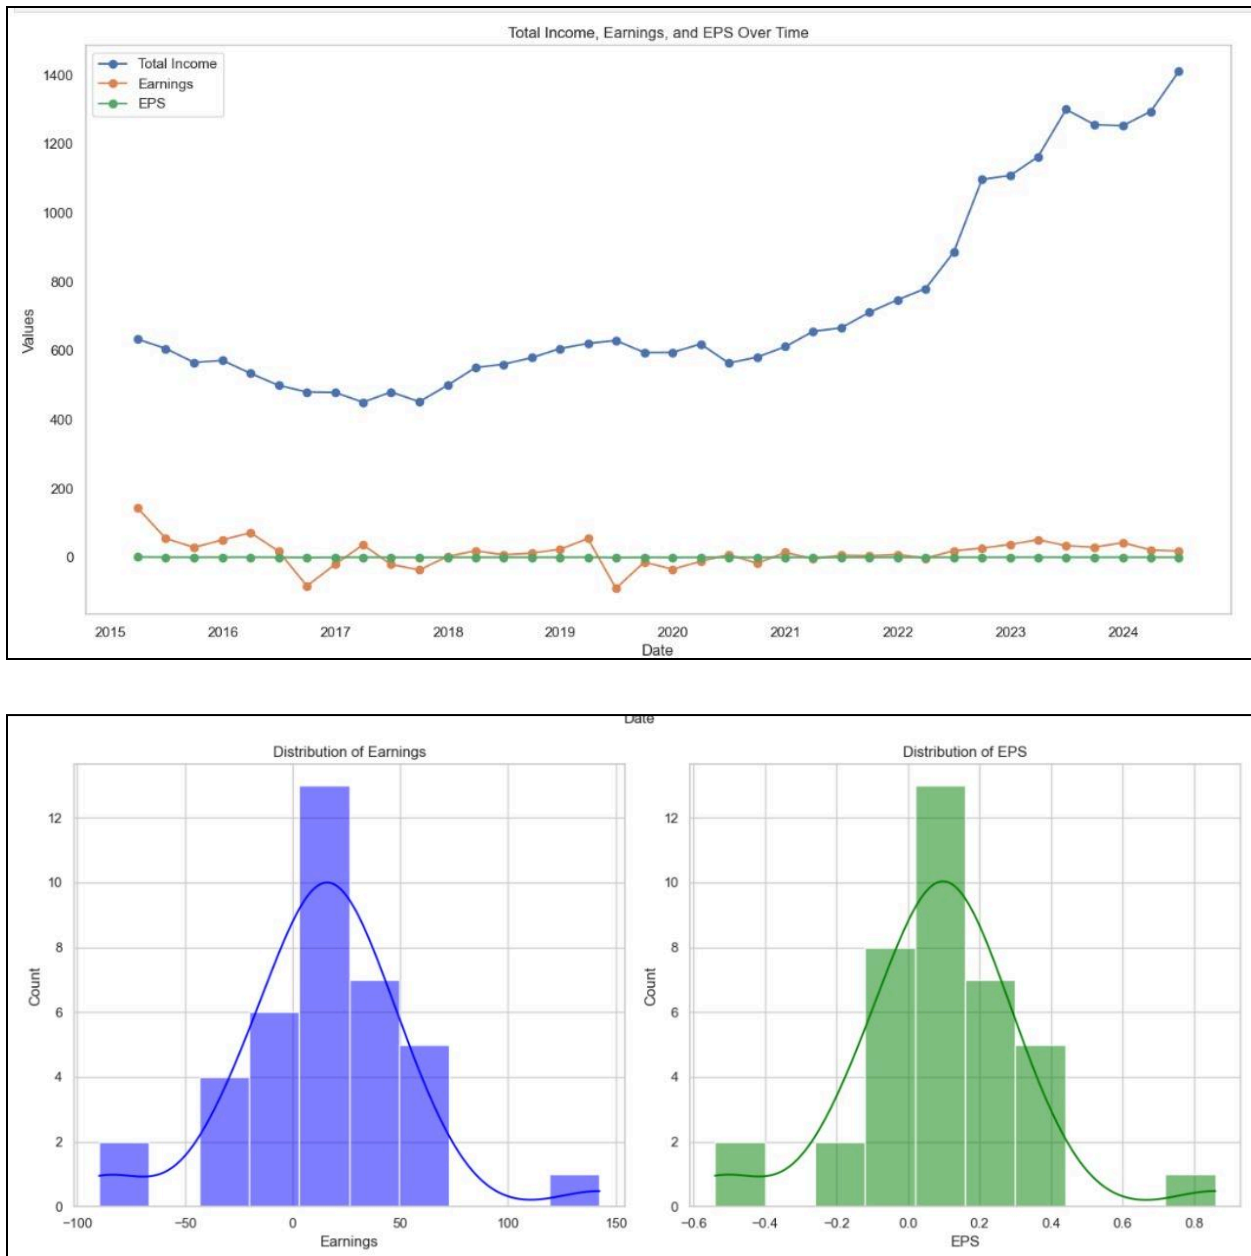 Total Income, Earnings, and EPS Over Time
Total Income
Earnings
EPS
1400
1200
1000
800
600
400
200
0
Values
2015 2016 2017 2018 2019 2020 2021 2022 2023 2024
Date
Date
Distribution of Earnings
12
10
8
6
4
2
0
Count
−100 −50 0 50 100 150
Earnings
Distribution of EPS
12
10
8
6
4
2
0
Count
−0.6 −0.4 −0.2 0.0 0.2 0.4 0.6 0.8
EPS